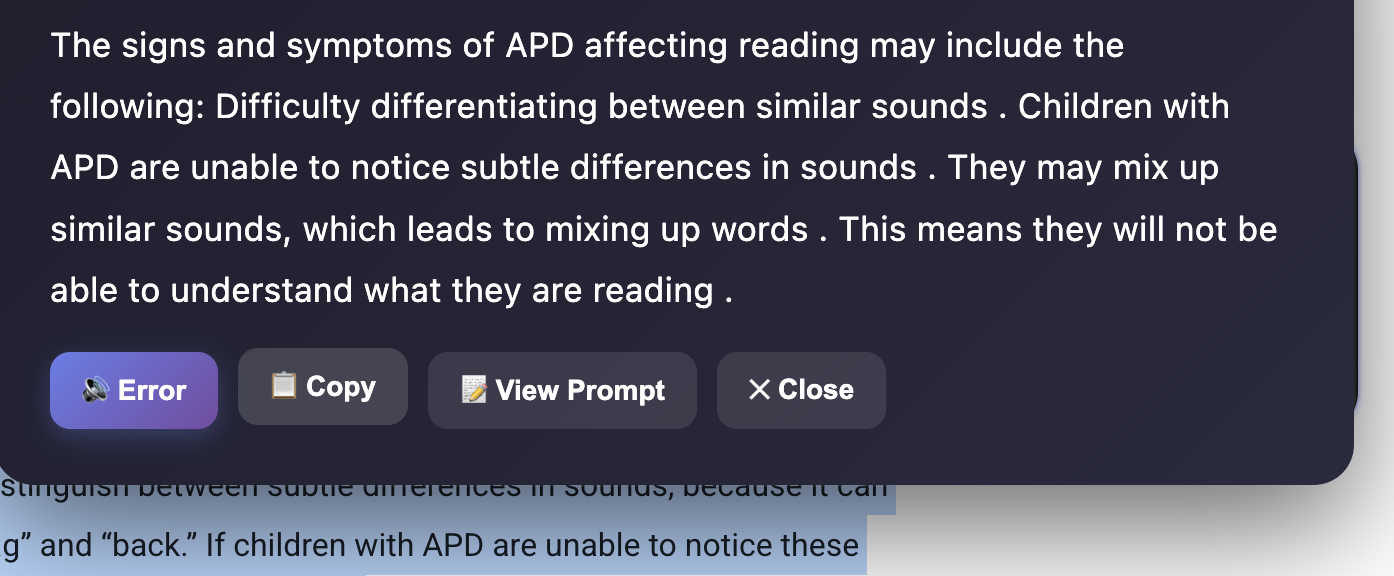 The signs and symptoms of APD affecting reading may include the
following: Difficulty differentiating between similar sounds . Children with
APD are unable to notice subtle differences in sounds . They may mix up
similar sounds, which leads to mixing up words . This means they will not be
able to understand what they are reading .
Error Copy View Prompt Close
stinguish between subtle differences in sounds, because it can
g” and “back.” If children with APD are unable to notice these